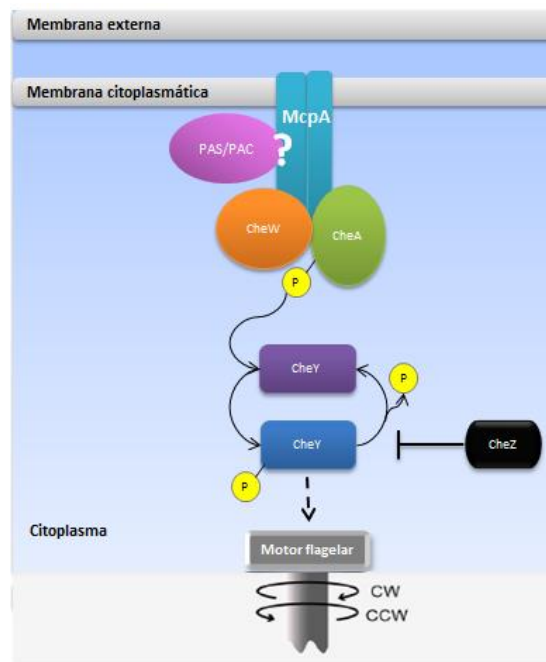 Membrana externa
Membrana citoplasmática
McpA
PAS/PAC
?
CheW
CheA
P
CheY
P
CheY
CheZ
P
Citoplasma
Motor flagelar
CW
CCW